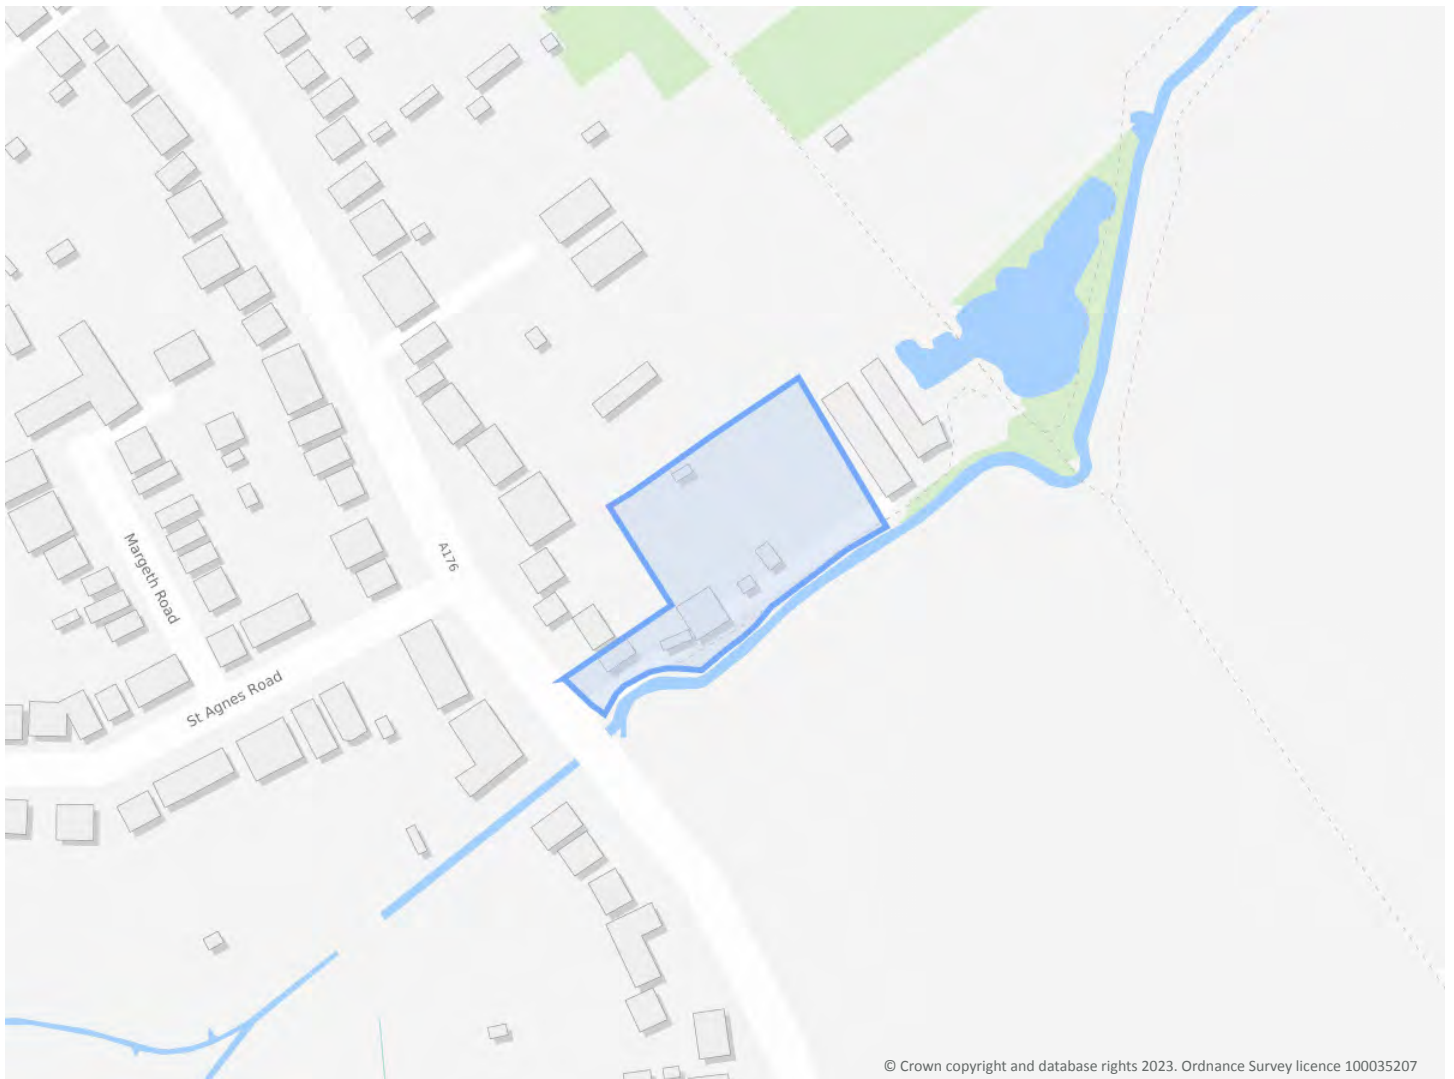 A176
Margeth Road
St Agnes Road
© Crown copyright and database rights 2023. Ordnance Survey licence 100035207